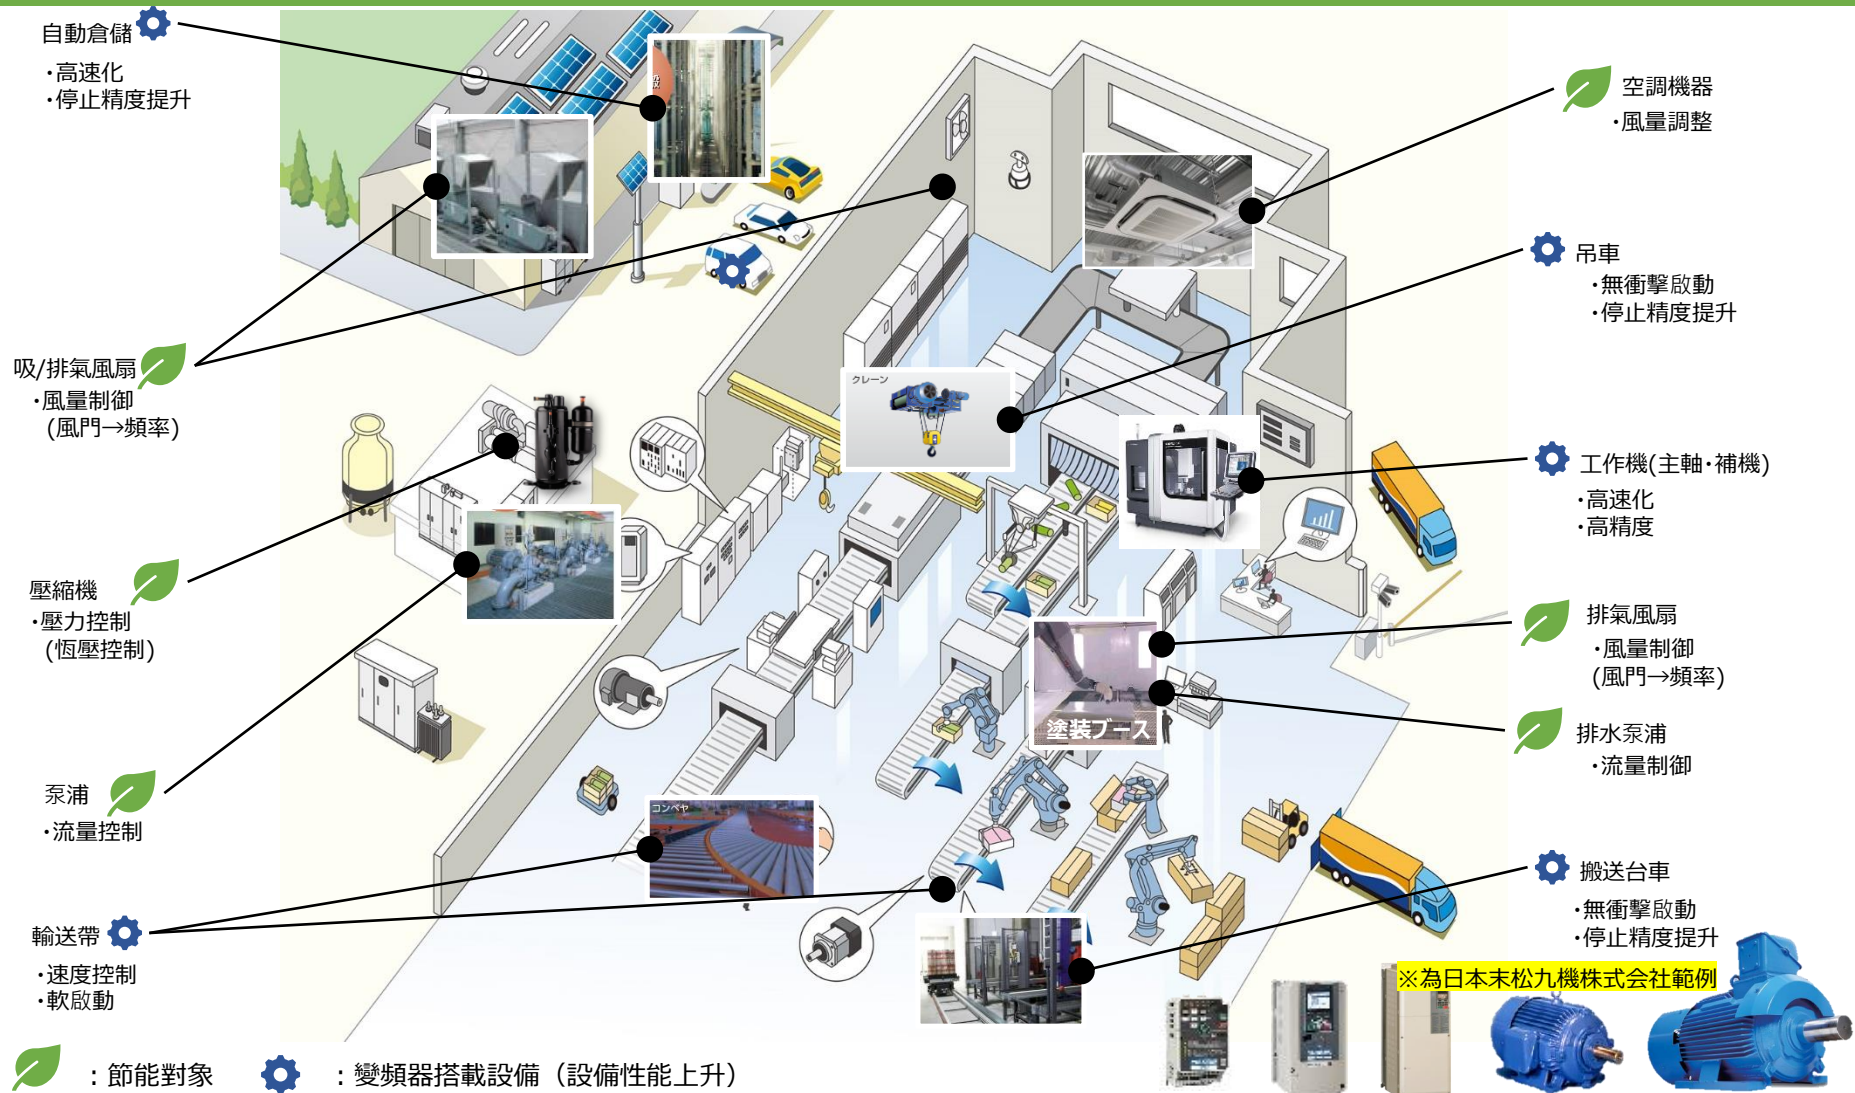 自動倉儲
・高速化
・停止精度提升
吸/排氣風扇
・風量制御
(風門→頻率)
壓縮機
・壓力控制
(恆壓控制)
泵浦
・流量控制
輸送帶
・速度控制
・軟啟動
クレーン
塗装ブース
コンベヤ
空調機器
・風量調整
吊車
・無衝擊啟動
・停止精度提升
工作機(主軸・補機)
・高速化
・高精度
排氣風扇
・風量制御
(風門→頻率)
排水泵浦
・流量制御
搬送台車
・無衝擊啟動
・停止精度提升
※為日本末松九機株式会社範例
：節能對象
：變頻器搭載設備（設備性能上升）